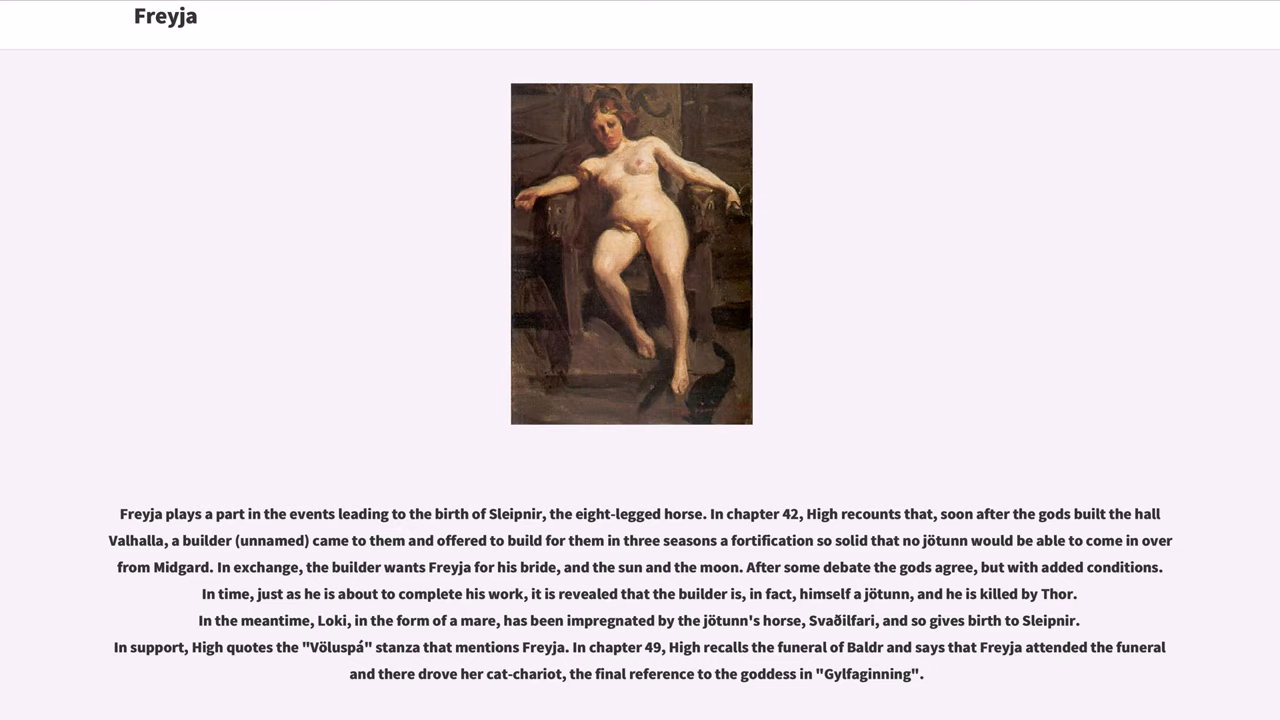 Freyja
Freyja plays a part in the events leading to the birth of Sleipnir, the eight-legged horse. In chapter 42, High recounts that, soon after the gods built the hall
Valhalla, a builder (unnamed) came to them and offered to build for them in three seasons a fortification so solid that no jötunn would be able to come in over
from Midgard. In exchange, the builder wants Freyja for his bride, and the sun and the moon. After some debate the gods agree, but with added conditions.
In time, just as he is about to complete his work, it is revealed that the builder is, in fact, himself a jötunn, and he is killed by Thor.
In the meantime, Loki, in the form of a mare, has been impregnated by the jötunn's horse, Svaðilfari, and so gives birth to Sleipnir.
In support, High quotes the "Völuspá" stanza that mentions Freyja. In chapter 49, High recalls the funeral of Baldr and says that Freyja attended the funeral
and there drove her cat-chariot, the final reference to the goddess in "Gylfaginning".